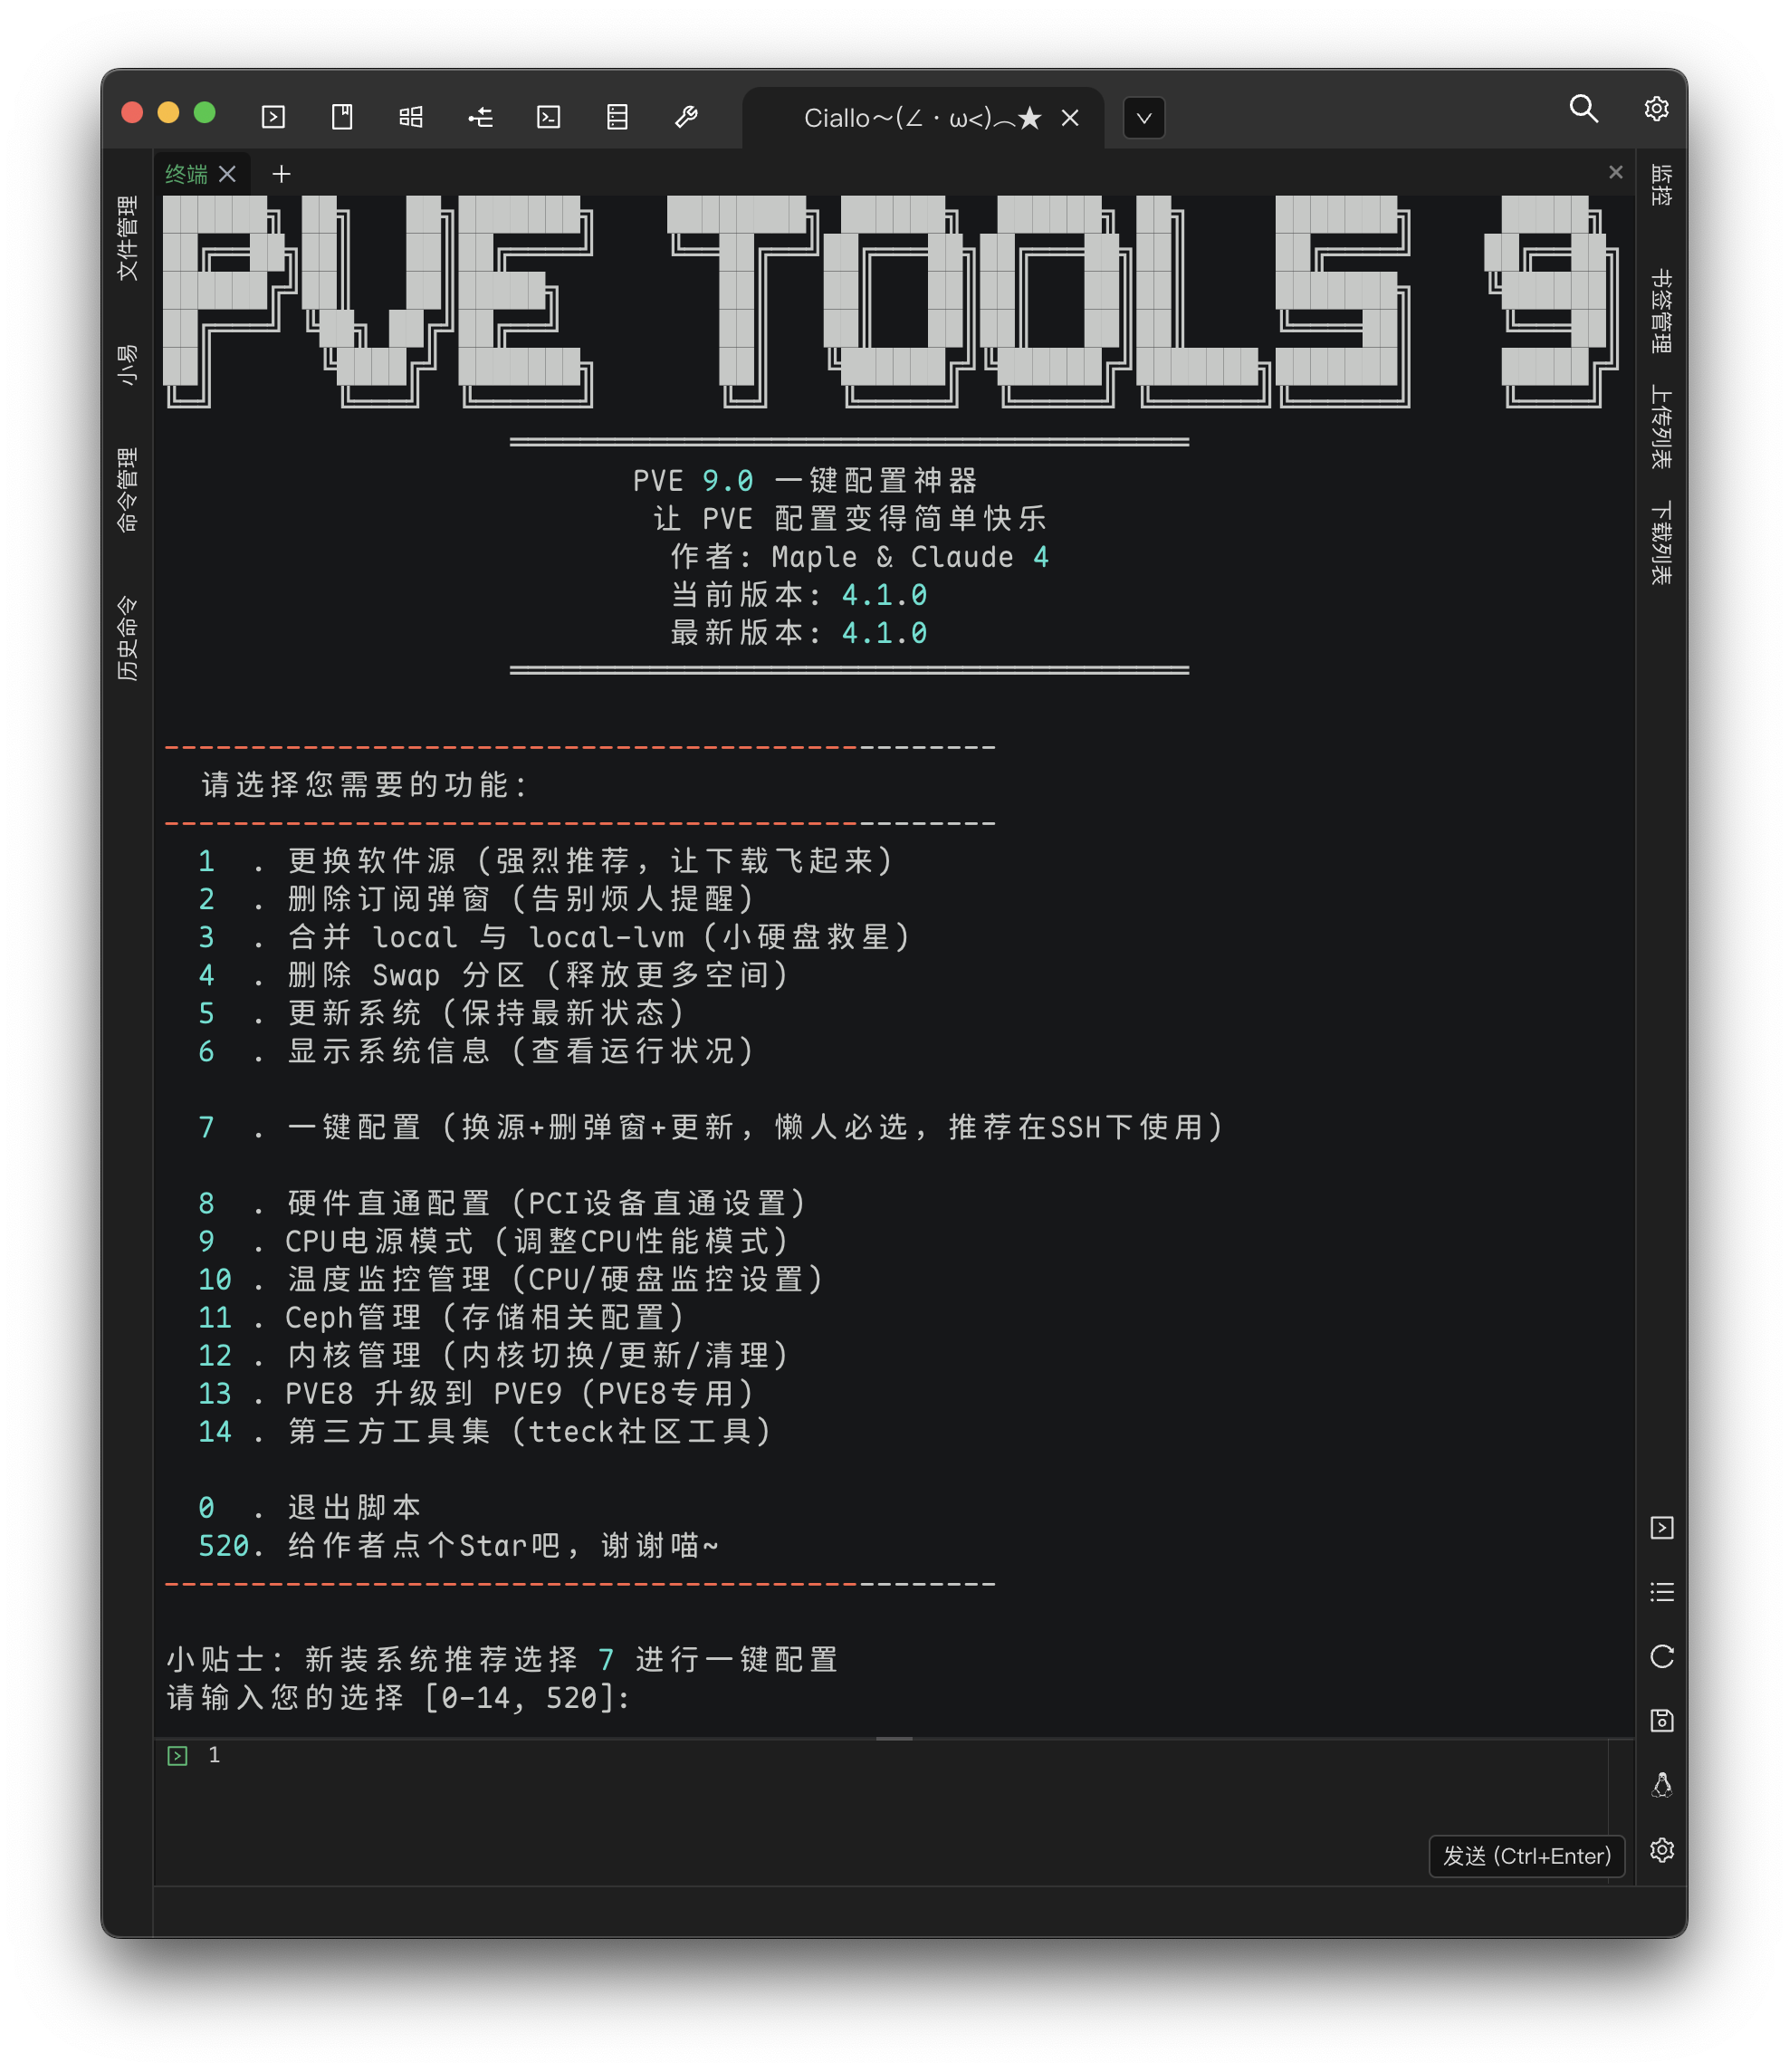 Ciallo～(∠・ω<)⌒★
终端
文件管理
小易
命令管理
历史命令
监控
书签管理
上传列表
下载列表
PVE TOOLS 9
PVE 9.0 一键配置神器
让 PVE 配置变得简单快乐
作者: Maple & Claude 4
当前版本: 4.1.0
最新版本: 4.1.0
------------------------------------------------
请选择您需要的功能:
------------------------------------------------
1 . 更换软件源 (强烈推荐，让下载飞起来)
2 . 删除订阅弹窗 (告别烦人提醒)
3 . 合并 local 与 local-lvm (小硬盘救星)
4 . 删除 Swap 分区 (释放更多空间)
5 . 更新系统 (保持最新状态)
6 . 显示系统信息 (查看运行状况)
7 . 一键配置 (换源+删弹窗+更新，懒人必选，推荐在SSH下使用)
8 . 硬件直通配置 (PCI设备直通设置)
9 . CPU电源模式 (调整CPU性能模式)
10 . 温度监控管理 (CPU/硬盘监控设置)
11 . Ceph管理 (存储相关配置)
12 . 内核管理 (内核切换/更新/清理)
13 . PVE8 升级到 PVE9 (PVE8专用)
14 . 第三方工具集 (tteck社区工具)
0 . 退出脚本
520. 给作者点个Star吧，谢谢喵~
------------------------------------------------
小贴士: 新装系统推荐选择 7 进行一键配置
请输入您的选择 [0-14, 520]:
1
发送 (Ctrl+Enter)